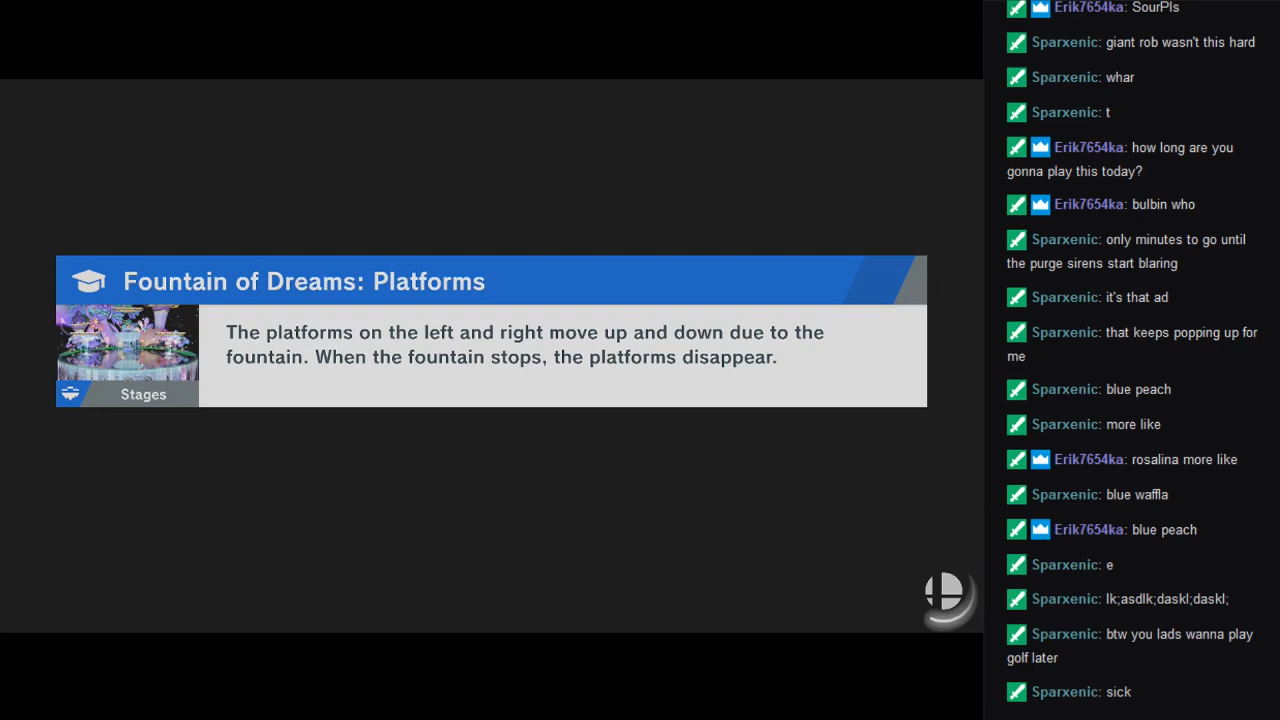 Fountain of Dreams: Platforms
The platforms on the left and right move up and down due to the
fountain. When the fountain stops, the platforms disappear.
Stages
Erik7654ka: SourPls
Sparxenic: giant rob wasn't this hard
Sparxenic: whar
Sparxenic: t
Erik7654ka: how long are you
gonna play this today?
Erik7654ka: bulbin who
Sparxenic: only minutes to go until
the purge sirens start blaring
Sparxenic: it's that ad
Sparxenic: that keeps popping up for
me
Sparxenic: blue peach
Sparxenic: more like
Erik7654ka: rosalina more like
Sparxenic: blue waffla
Erik7654ka: blue peach
Sparxenic: e
Sparxenic: lk;asdlk;daskl;daskl;
Sparxenic: btw you lads wanna play
golf later
Sparxenic: sick